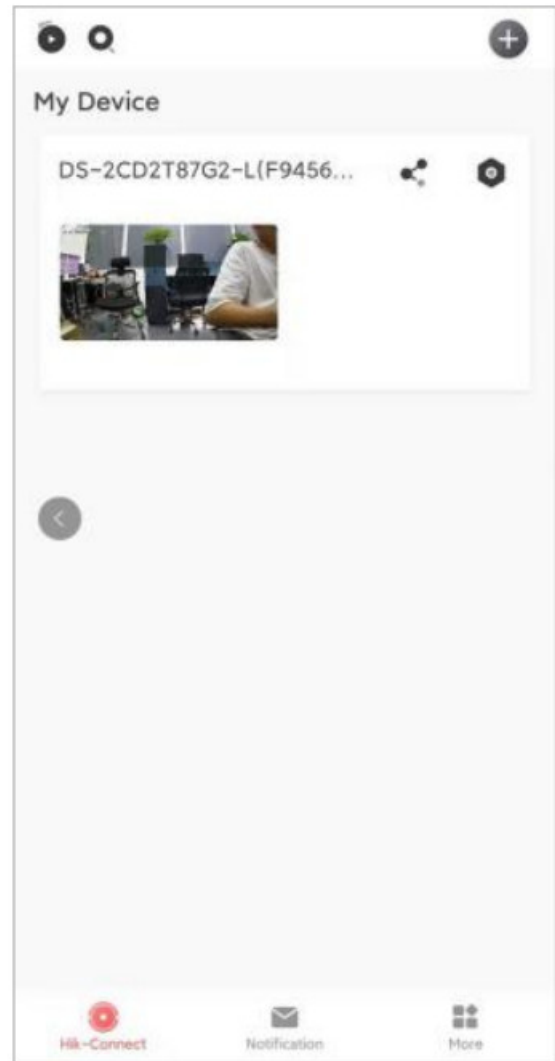 My Device
DS-2CD2T87G2-L(F9456...
Hik-Connect
Notification
More